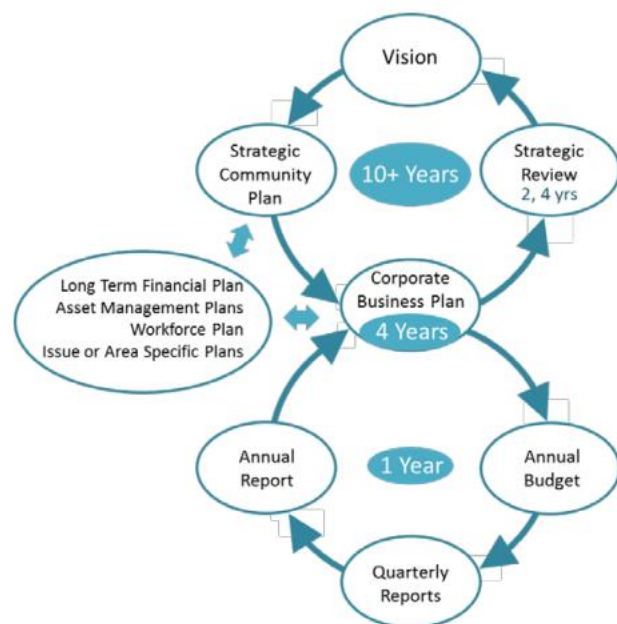 Vision
Strategic
Community
Plan
10+ Years
Strategic
Review
2, 4 yrs
Long Term Financial Plan
Asset Management Plans
Workforce Plan
Issue or Area Specific Plans
Corporate
Business Plan
4 Years
Annual
Report
1 Year
Annual
Budget
Quarterly
Reports